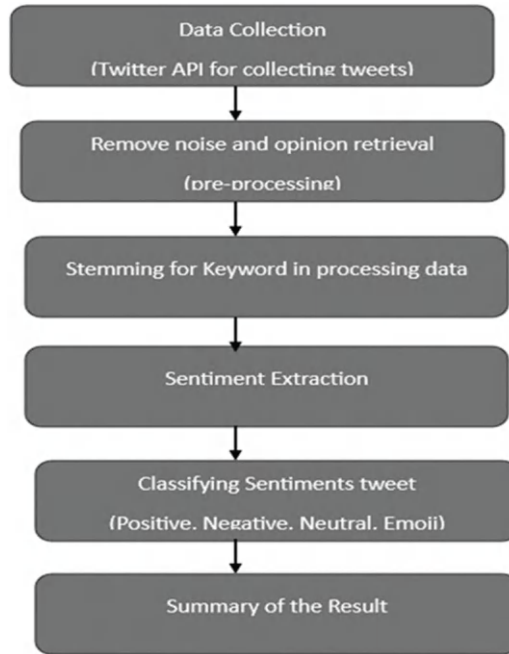 Data Collection
(Twitter API for collecting tweets)
Remove noise and opinion retrieval
(pre-processing)
Stemming for Keyword in processing data
Sentiment Extraction
Classifying Sentiments tweet
(Positive, Negative, Neutral, Emoji)
Summary of the Result